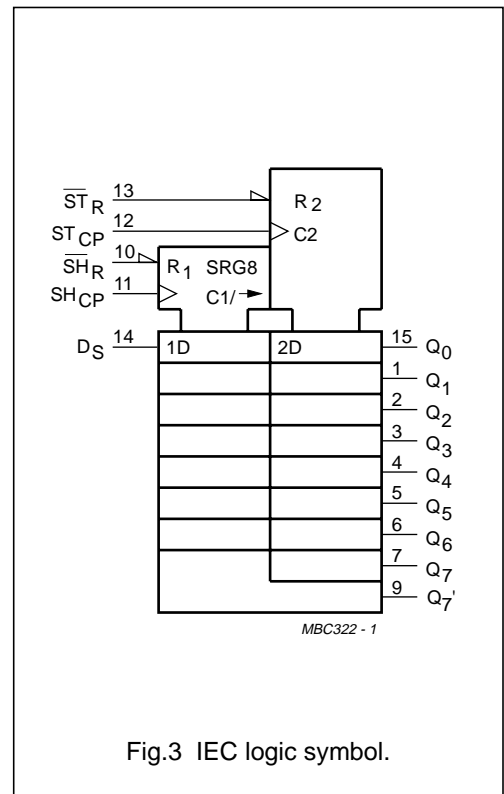 S̅T̅R 13 R2
STCP 12 C2
S̅H̅R 10 R1 SRG8
SHCP 11 C1/
DS 14 1D 2D 15 Q0
1 Q1
2 Q2
3 Q3
4 Q4
5 Q5
6 Q6
7 Q7
9 Q7'
MBC322 - 1
Fig.3 IEC logic symbol.